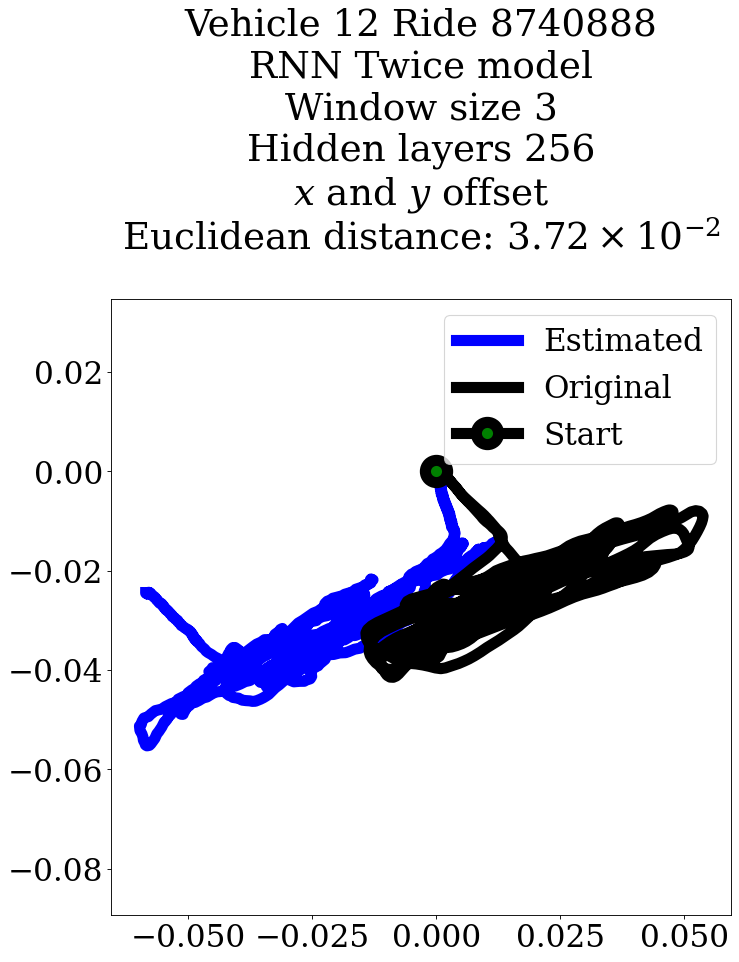 Vehicle 12 Ride 8740888
RNN Twice model
Window size 3
Hidden layers 256
x and y offset
Euclidean distance: 3.72 × 10⁻²
Estimated
Original
Start
0.02
0.00
−0.02
−0.04
−0.06
−0.08
−0.050 −0.025 0.000 0.025 0.050